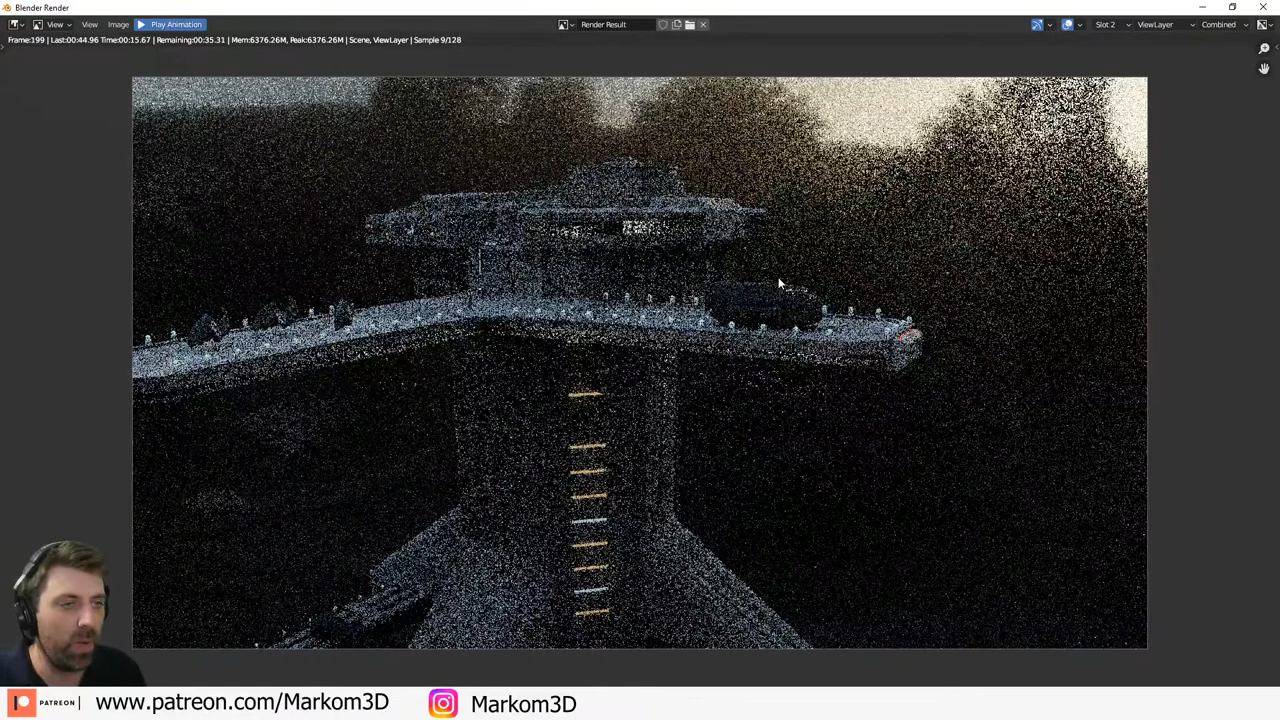 Blender Render
View
View
Image
Play Animation
Render Result
Slot 2
ViewLayer
Combined
Frame:199 | Last:00:44.96 Time:00:15.67 | Remaining:00:35.31 | Mem:6376.26M, Peak:6376.26M | Scene, ViewLayer | Sample 9/128
PATREON
www.patreon.com/Markom3D
Markom3D